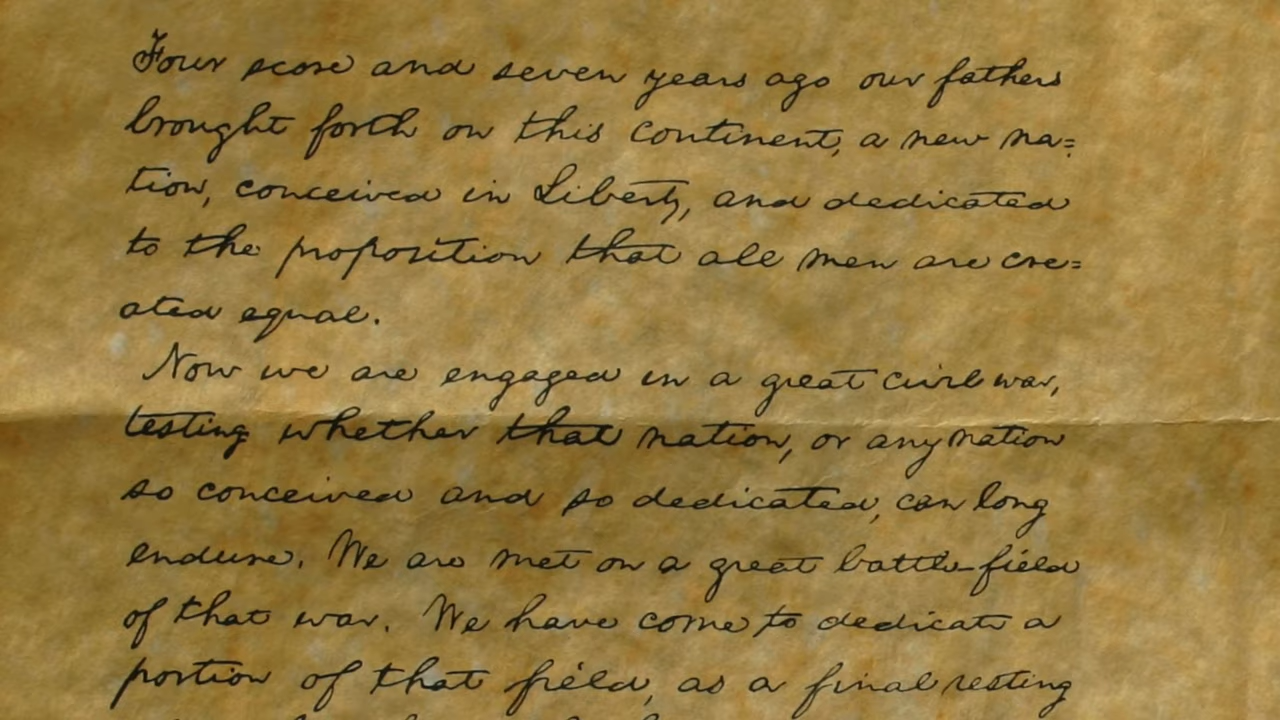 Four score and seven years ago our fathers
brought forth on this continent, a new na=
tion, conceived in Liberty, and dedicated
to the proposition that all men are cre=
ated equal.
Now we are engaged in a great civil war,
testing whether that nation, or any nation
so conceived and so dedicated, can long
endure. We are met on a great battle-field
of that war. We have come to dedicate a
portion of that field, as a final resting